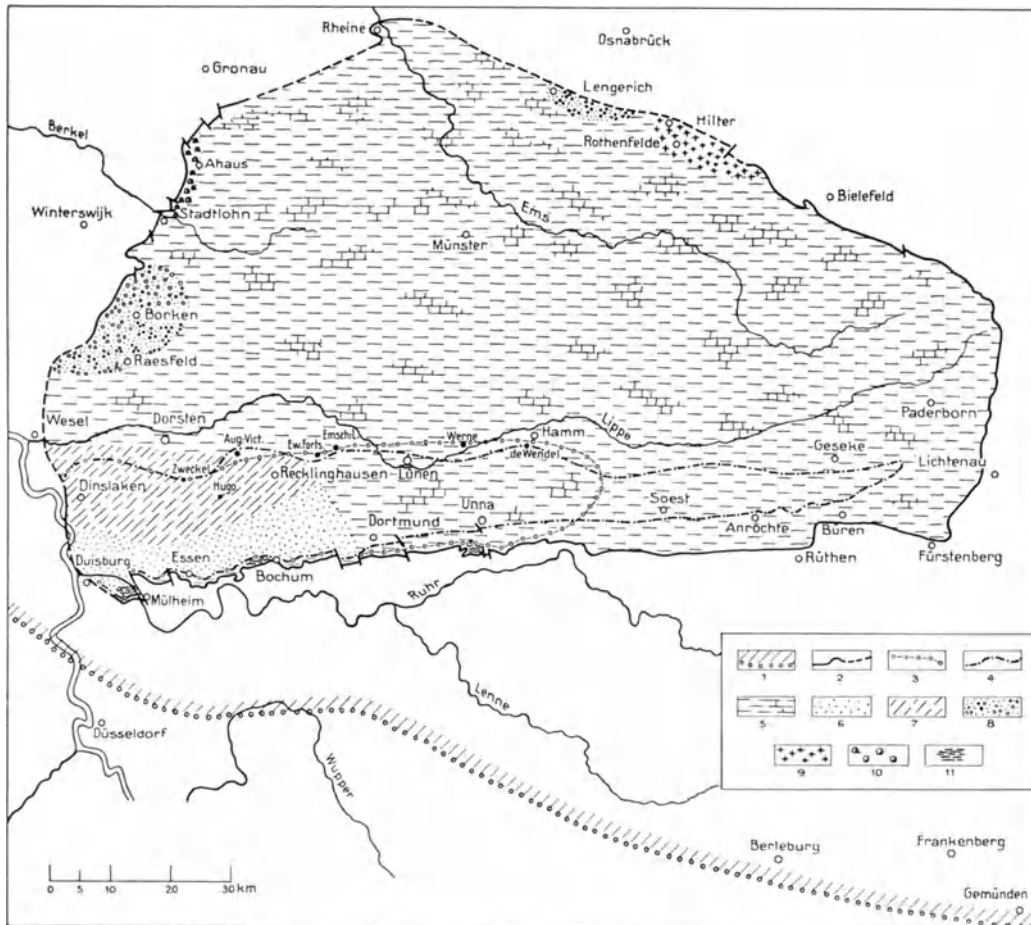 Rheine
Osnabrück
Gronau
Lengerich
Hilter
Berkel
Rothenfelde
Ahaus
Bielefeld
Stadtlohn
Winterswijk
Ems
Münster
Borken
Raesfeld
Paderborn
Wesel
Dorsten
Lippe
Aug.-Vict.
Ew.Forts.
Werne
Hamm
Geseke
de Wendel
Zweckel
Recklinghausen
Lünen
Lichtenau
Dinslaken
Hugo
Soest
Unna
Dortmund
Anröchte
Büren
Duisburg
Essen
Bochum
Rüthen
Fürstenberg
Mülheim
Ruhr
1
2
3
4
Lenne
5
6
7
8
Düsseldorf
Wupper
9
10
11
Berleburg
Frankenberg
0 5 10 20 30 km
Gemünden